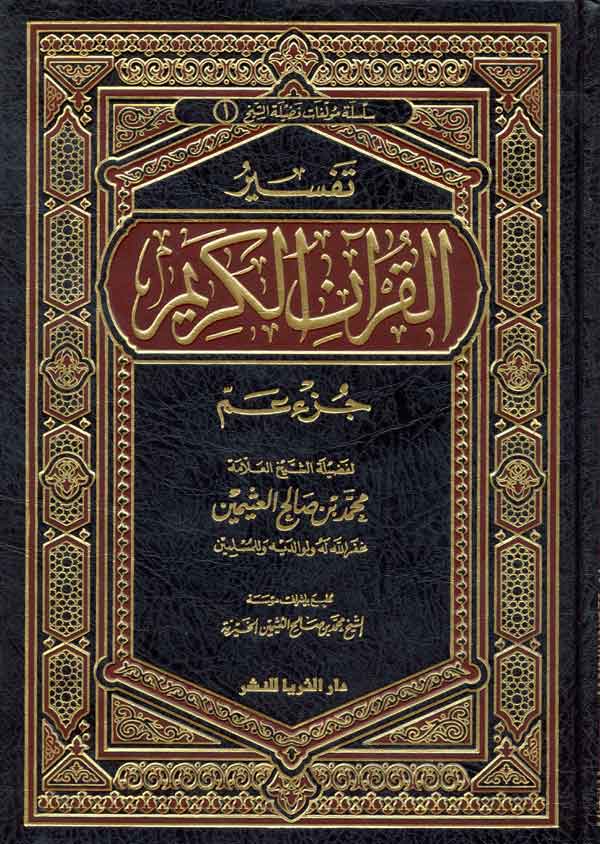 سلسلة مؤلفات فضيلة الشيخ (١)
تفسير
القرآن الكريم
جزء عم
لفضيلة الشيخ العلامة
محمد بن صالح العثيمين
غفر الله له ولوالديه وللمسلمين
طبع بإشراف مؤسسة
الشيخ محمد بن صالح العثيمين الخيرية
دار الثريا للنشر